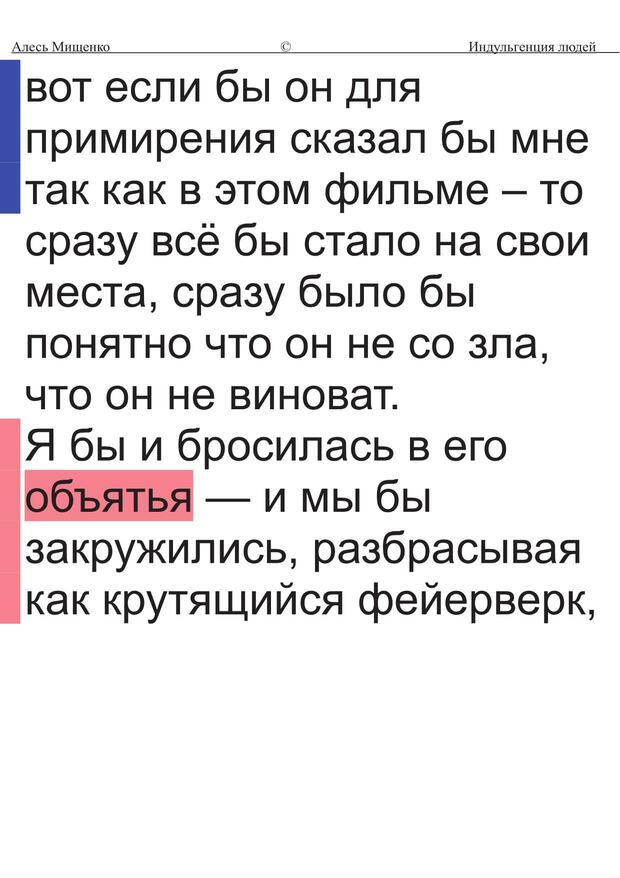 Алесь Мищенко © Индульгенция людей
вот если бы он для
примирения сказал бы мне
так как в этом фильме – то
сразу всё бы стало на свои
места, сразу было бы
понятно что он не со зла,
что он не виноват.
Я бы и бросилась в его
объятья — и мы бы
закружились, разбрасывая
как крутящийся фейерверк,